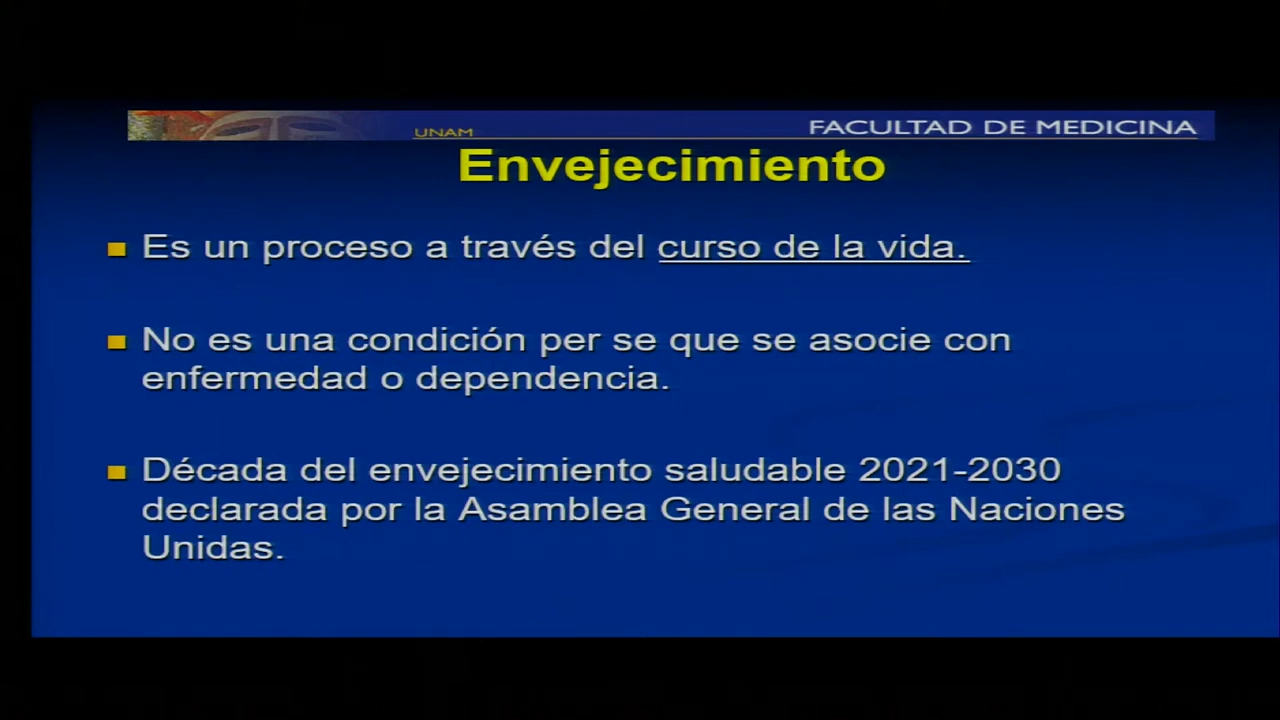 UNAM
FACULTAD DE MEDICINA
Envejecimiento
Es un proceso a través del curso de la vida.
No es una condición per se que se asocie con
enfermedad o dependencia.
Década del envejecimiento saludable 2021-2030
declarada por la Asamblea General de las Naciones
Unidas.